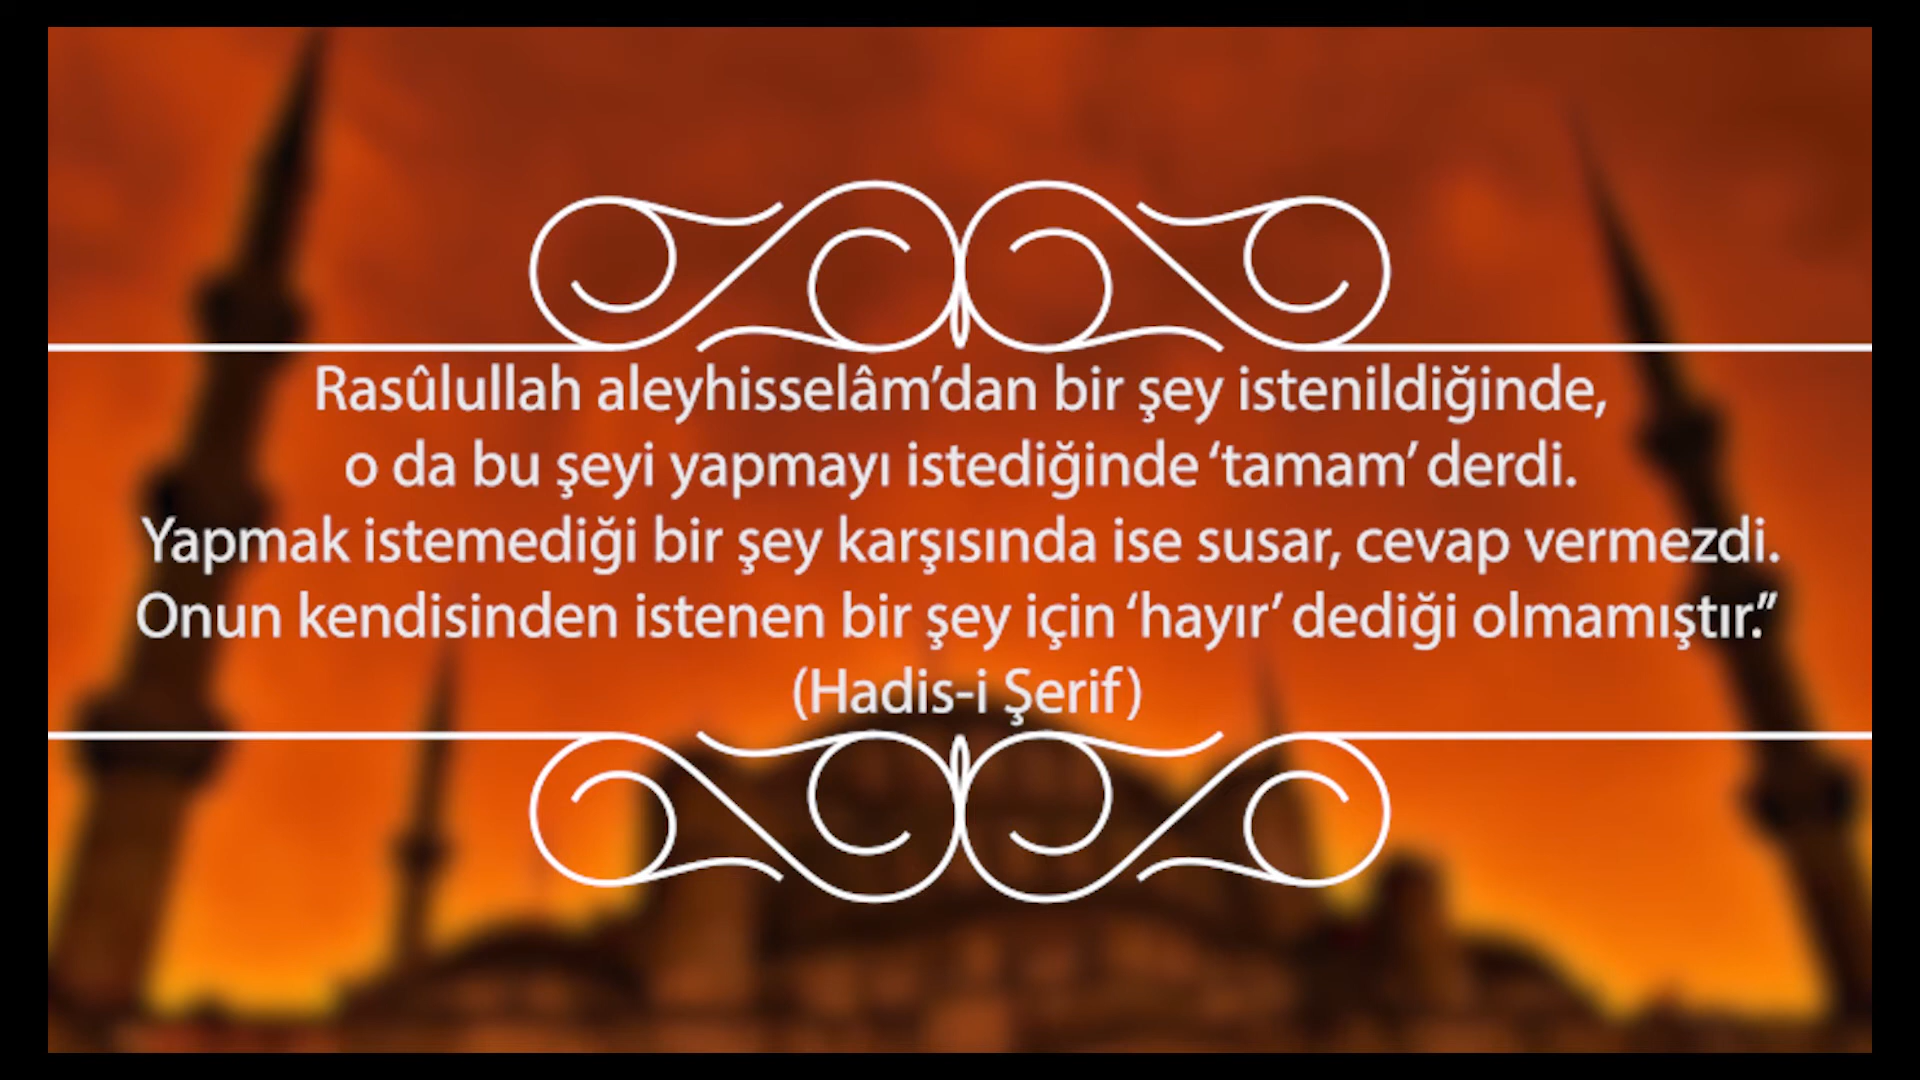 Rasûlullah aleyhisselâm’dan bir şey istenildiğinde,
o da bu şeyi yapmayı istediğinde ‘tamam’ derdi.
Yapmak istemediği bir şey karşısında ise susar, cevap vermezdi.
Onun kendisinden istenen bir şey için ‘hayır’ dediği olmamıştır.”
(Hadis-i Şerif)